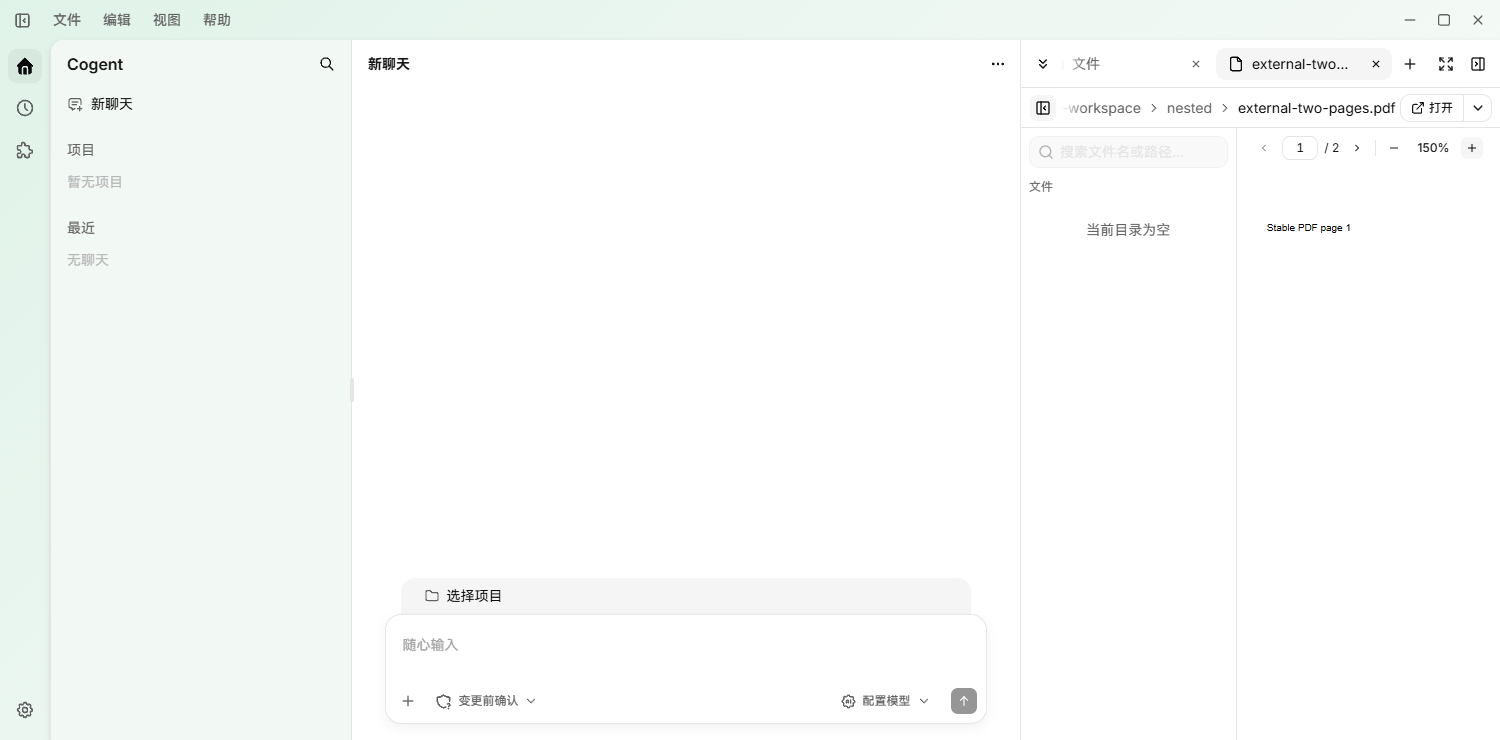 文件 编辑 视图 帮助
Cogent
新聊天
项目
暂无项目
最近
无聊天
新聊天
选择项目
随心输入
变更前确认
配置模型
文件
external-two...
-workspace > nested > external-two-pages.pdf
打开
搜索文件名或路径...
文件
当前目录为空
1 / 2
150%
Stable PDF page 1